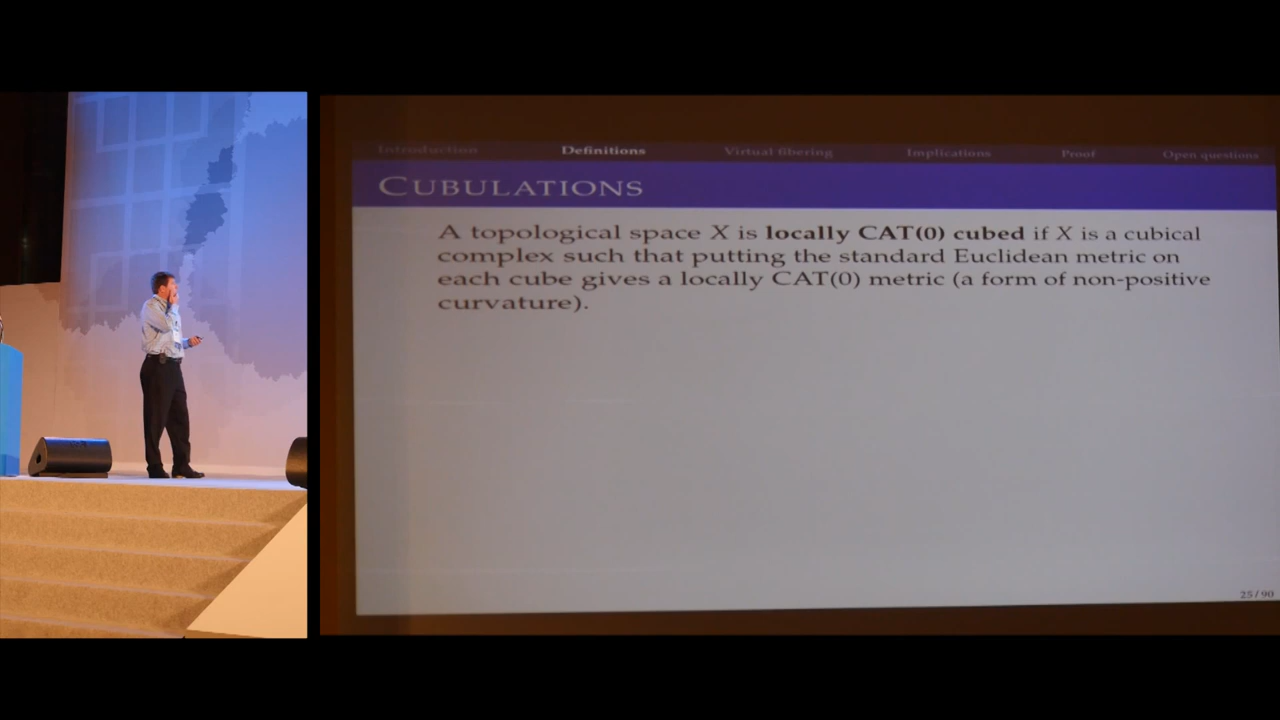 Introduction Definitions Virtual fibering Implications Proof Open questions
CUBULATIONS
A topological space X is locally CAT(0) cubed if X is a cubical
complex such that putting the standard Euclidean metric on
each cube gives a locally CAT(0) metric (a form of non-positive
curvature).
25 / 90